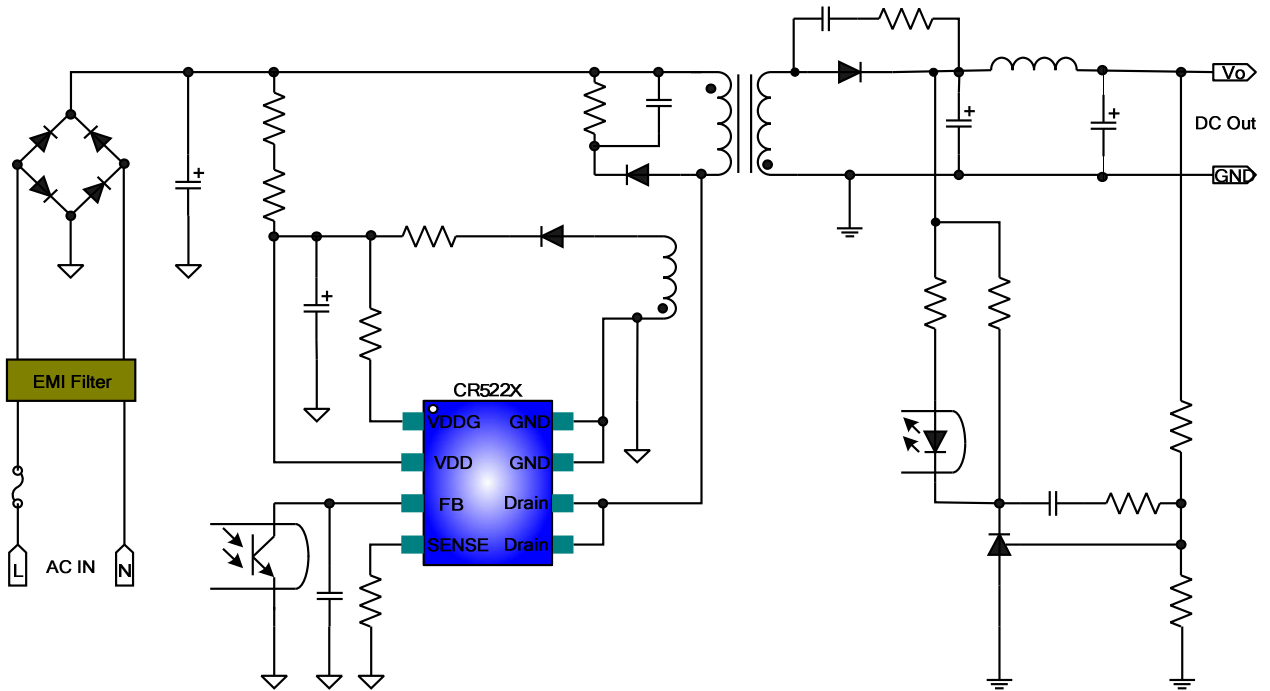 Vo
DC Out
GND
+
+
+
+
EMI Filter
CR522X
VDDG
GND
VDD
GND
FB
Drain
SENSE
Drain
L
AC IN
N